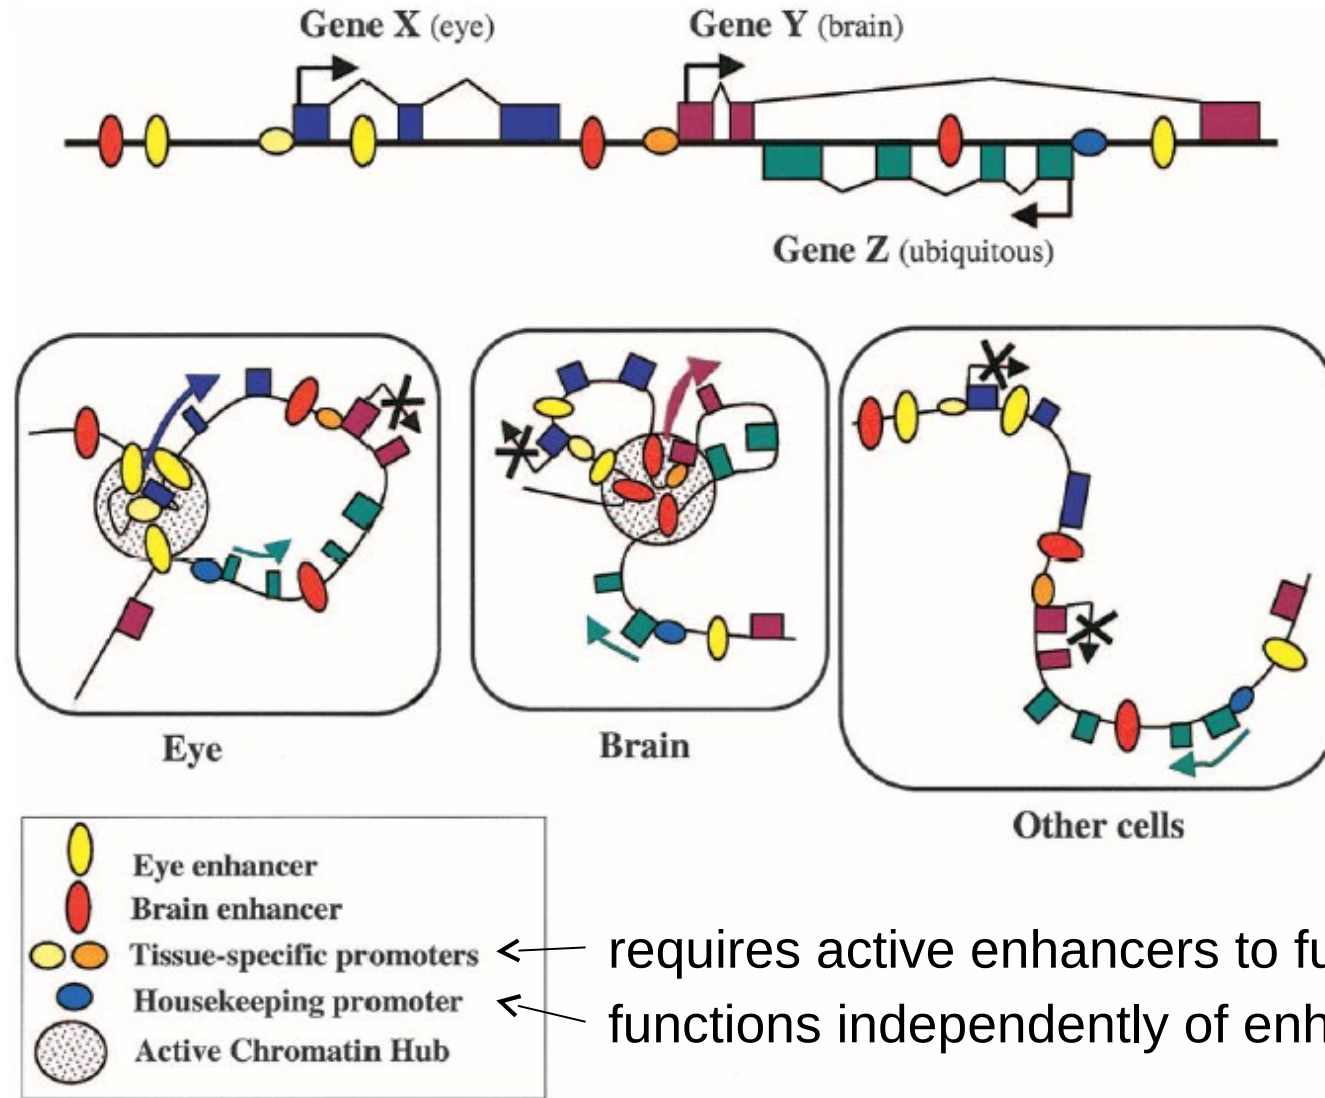 Gene X (eye)
Gene Y (brain)
Gene Z (ubiquitous)
Eye
Brain
Other cells
Eye enhancer
Brain enhancer
Tissue-specific promoters
requires active enhancers to fu
Housekeeping promoter
functions independently of enh
Active Chromatin Hub